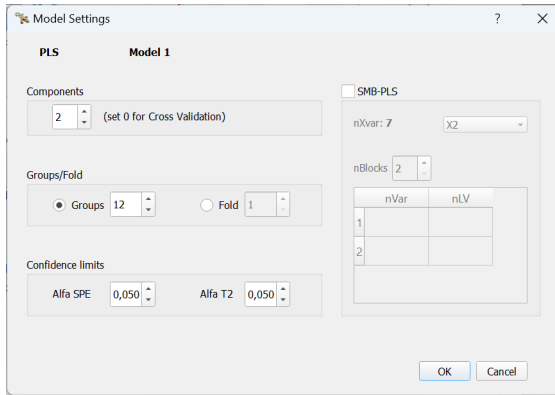 Model Settings
?
PLS
Model 1
Components
2
(set 0 for Cross Validation)
Groups/Fold
Groups
12
Fold
1
Confidence limits
Alfa SPE
0,050
Alfa T2
0,050
SMB-PLS
nXvar: 7
X2
nBlocks
2
nVar
nLV
1
2
OK
Cancel